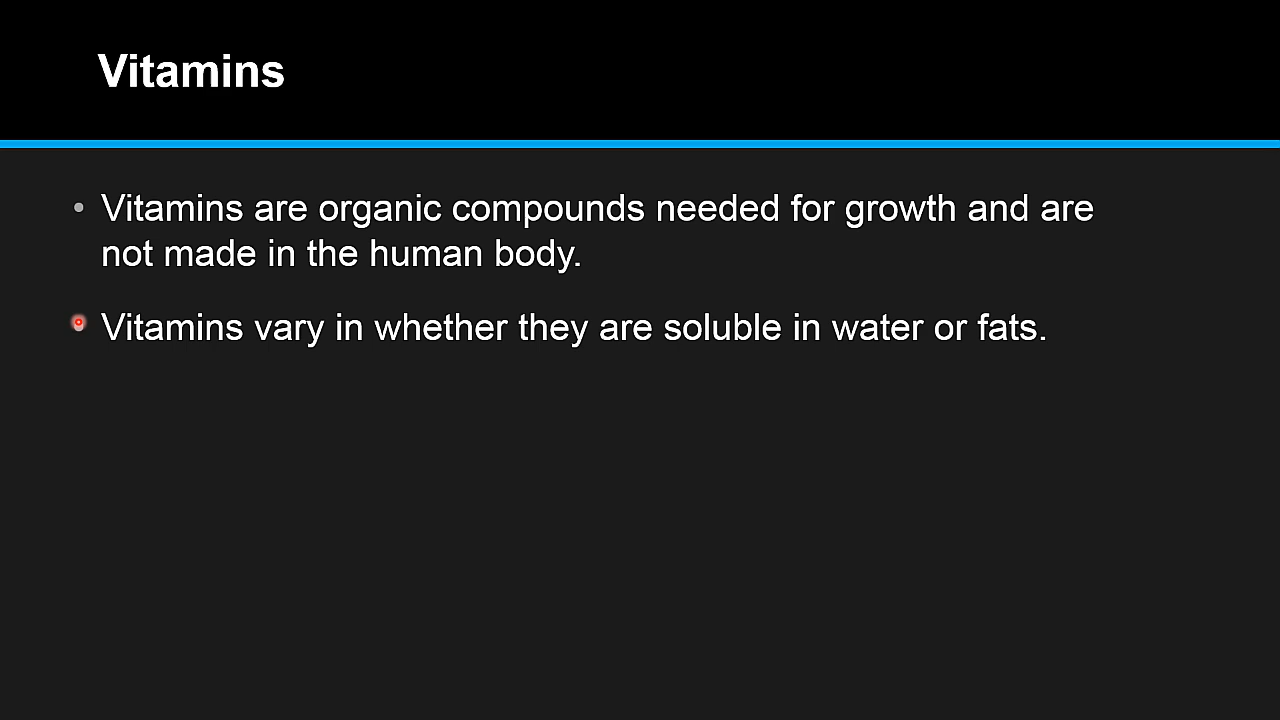 Vitamins
• Vitamins are organic compounds needed for growth and are
not made in the human body.
• Vitamins vary in whether they are soluble in water or fats.